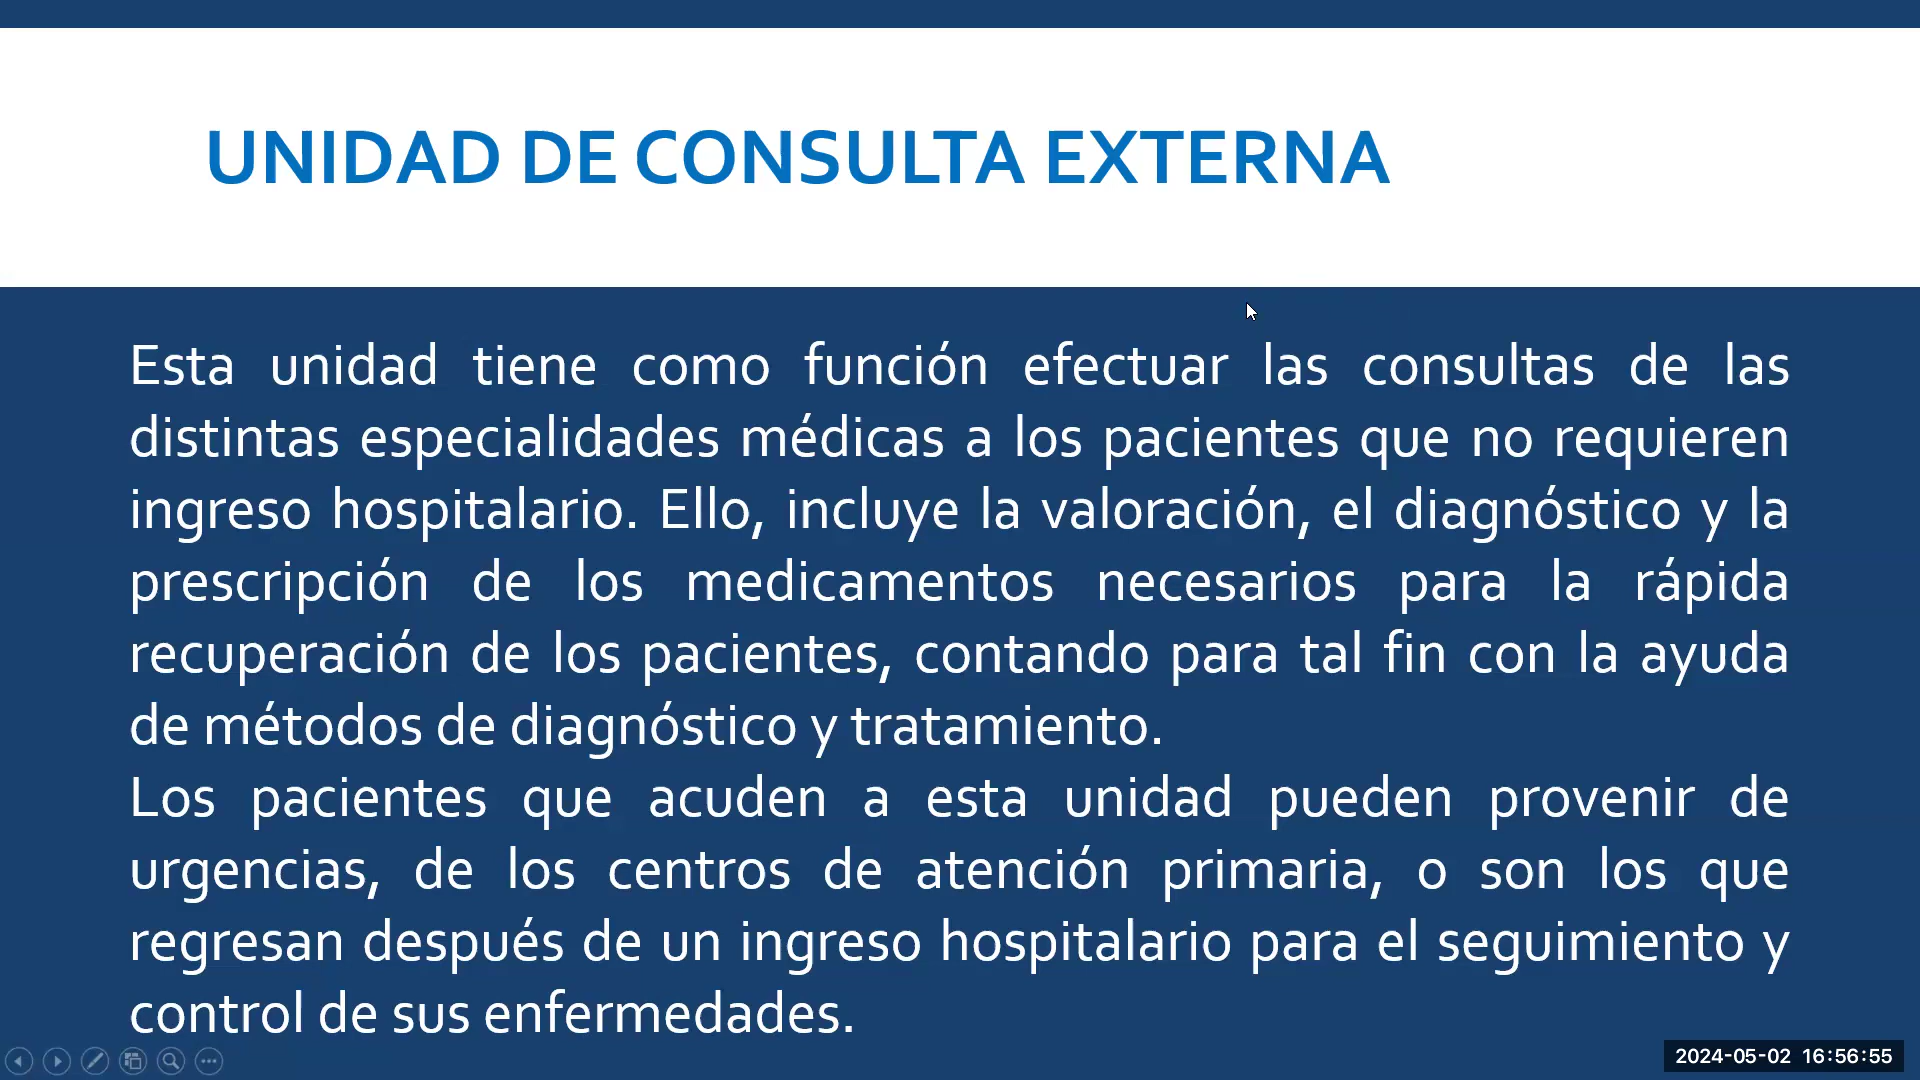 UNIDAD DE CONSULTA EXTERNA
Esta unidad tiene como función efectuar las consultas de las
distintas especialidades médicas a los pacientes que no requieren
ingreso hospitalario. Ello, incluye la valoración, el diagnóstico y la
prescripción de los medicamentos necesarios para la rápida
recuperación de los pacientes, contando para tal fin con la ayuda
de métodos de diagnóstico y tratamiento.
Los pacientes que acuden a esta unidad pueden provenir de
urgencias, de los centros de atención primaria, o son los que
regresan después de un ingreso hospitalario para el seguimiento y
control de sus enfermedades.
2024-05-02 16:56:55